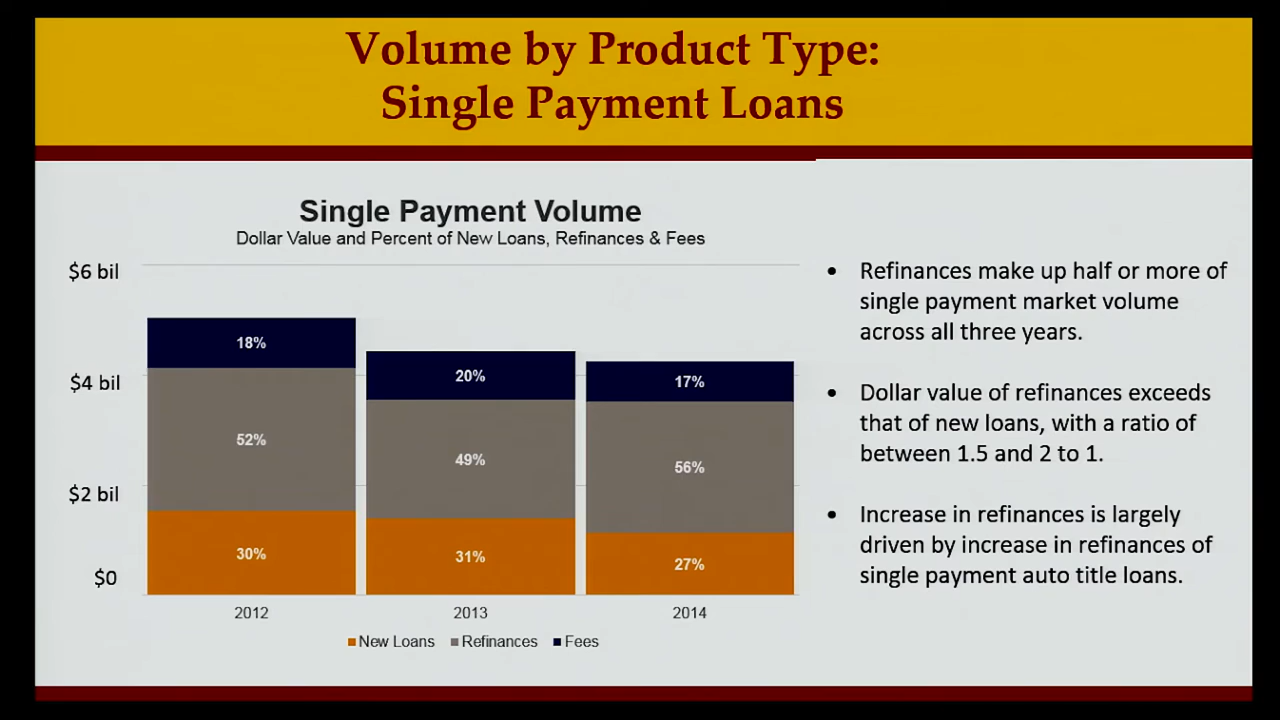 Volume by Product Type:
Single Payment Loans
Single Payment Volume
Dollar Value and Percent of New Loans, Refinances & Fees
$6 bil
$4 bil
$2 bil
$0
18%
52%
30%
20%
49%
31%
17%
56%
27%
2012
2013
2014
New Loans
Refinances
Fees
• Refinances make up half or more of
single payment market volume
across all three years.
• Dollar value of refinances exceeds
that of new loans, with a ratio of
between 1.5 and 2 to 1.
• Increase in refinances is largely
driven by increase in refinances of
single payment auto title loans.